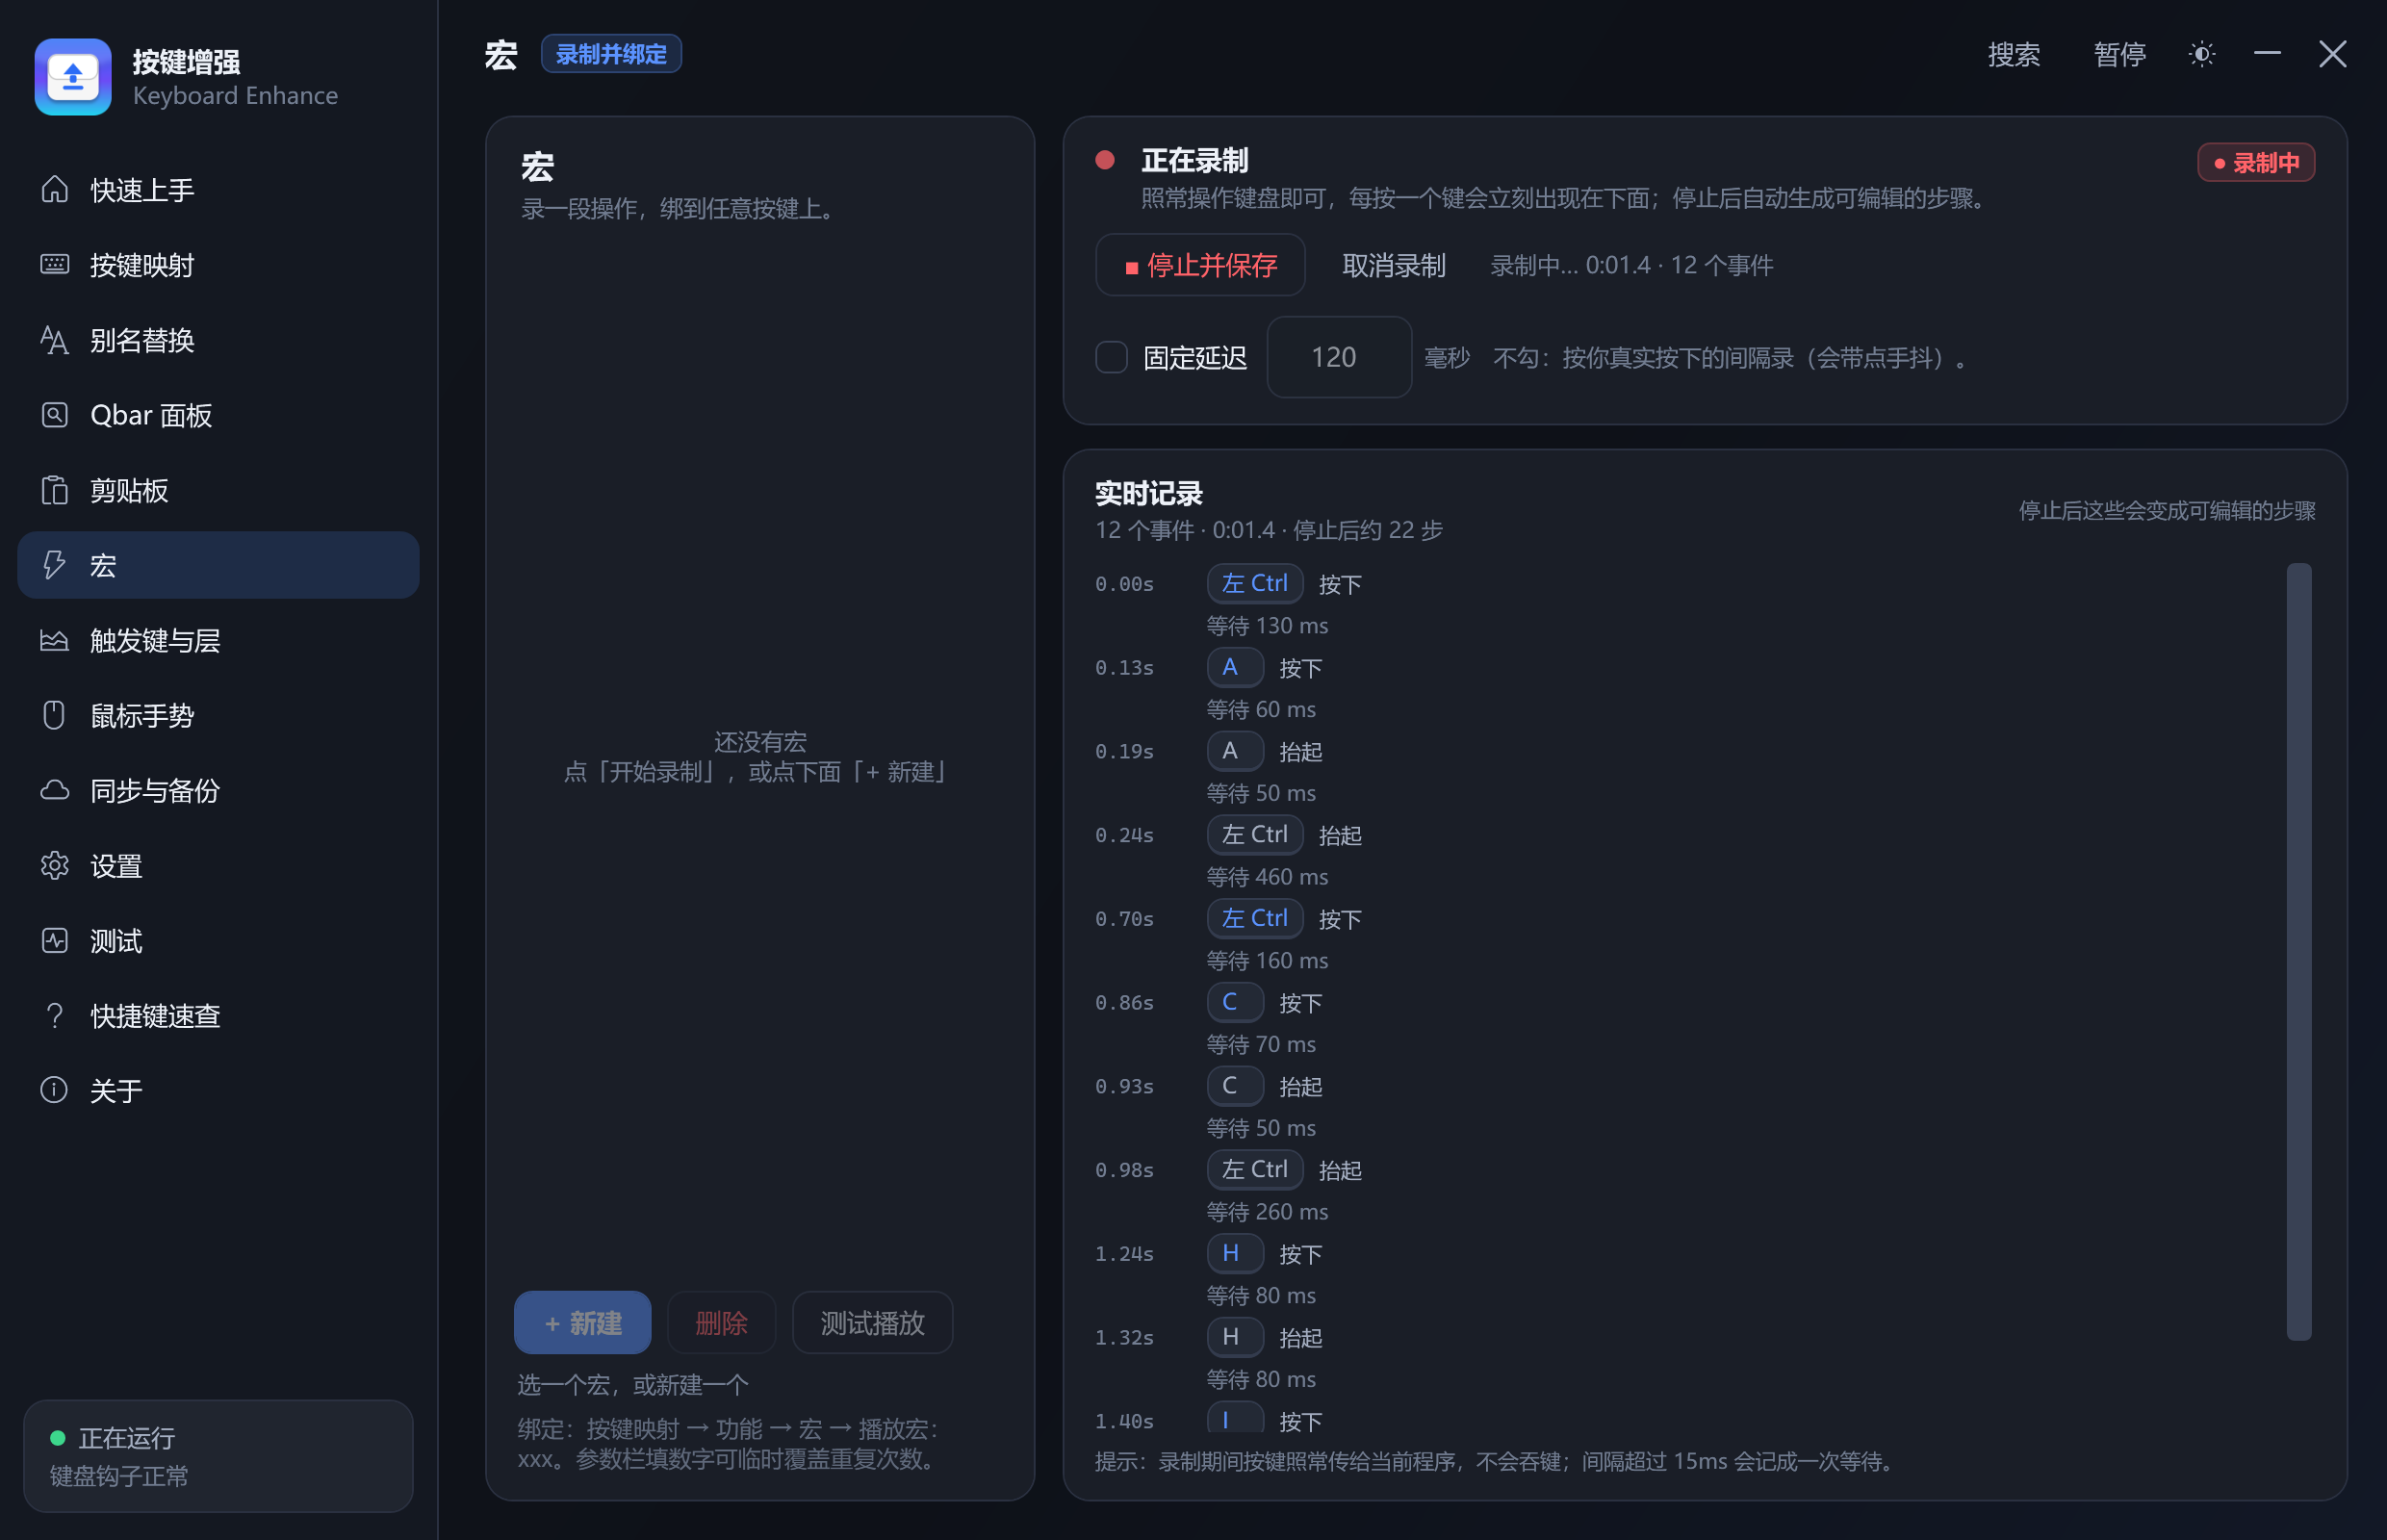 按键增强
Keyboard Enhance
快速上手
按键映射
别名替换
Qbar 面板
剪贴板
宏
触发键与层
鼠标手势
同步与备份
设置
测试
快捷键速查
关于
正在运行
键盘钩子正常
宏 录制并绑定
搜索 暂停
宏
录一段操作，绑到任意按键上。
还没有宏
点「开始录制」，或点下面「+ 新建」
+ 新建 删除 测试播放
选一个宏，或新建一个
绑定：按键映射 → 功能 → 宏 → 播放宏：
xxx。参数栏填数字可临时覆盖重复次数。
正在录制
● 录制中
照常操作键盘即可，每按一个键会立刻出现在下面；停止后自动生成可编辑的步骤。
■ 停止并保存 取消录制 录制中... 0:01.4 · 12 个事件
固定延迟 120 毫秒 不勾：按你真实按下的间隔录（会带点手抖）。
实时记录
12 个事件 · 0:01.4 · 停止后约 22 步
停止后这些会变成可编辑的步骤
0.00s 左 Ctrl 按下
等待 130 ms
0.13s A 按下
等待 60 ms
0.19s A 抬起
等待 50 ms
0.24s 左 Ctrl 抬起
等待 460 ms
0.70s 左 Ctrl 按下
等待 160 ms
0.86s C 按下
等待 70 ms
0.93s C 抬起
等待 50 ms
0.98s 左 Ctrl 抬起
等待 260 ms
1.24s H 按下
等待 80 ms
1.32s H 抬起
等待 80 ms
1.40s I 按下
提示：录制期间按键照常传给当前程序，不会吞键；间隔超过 15ms 会记成一次等待。